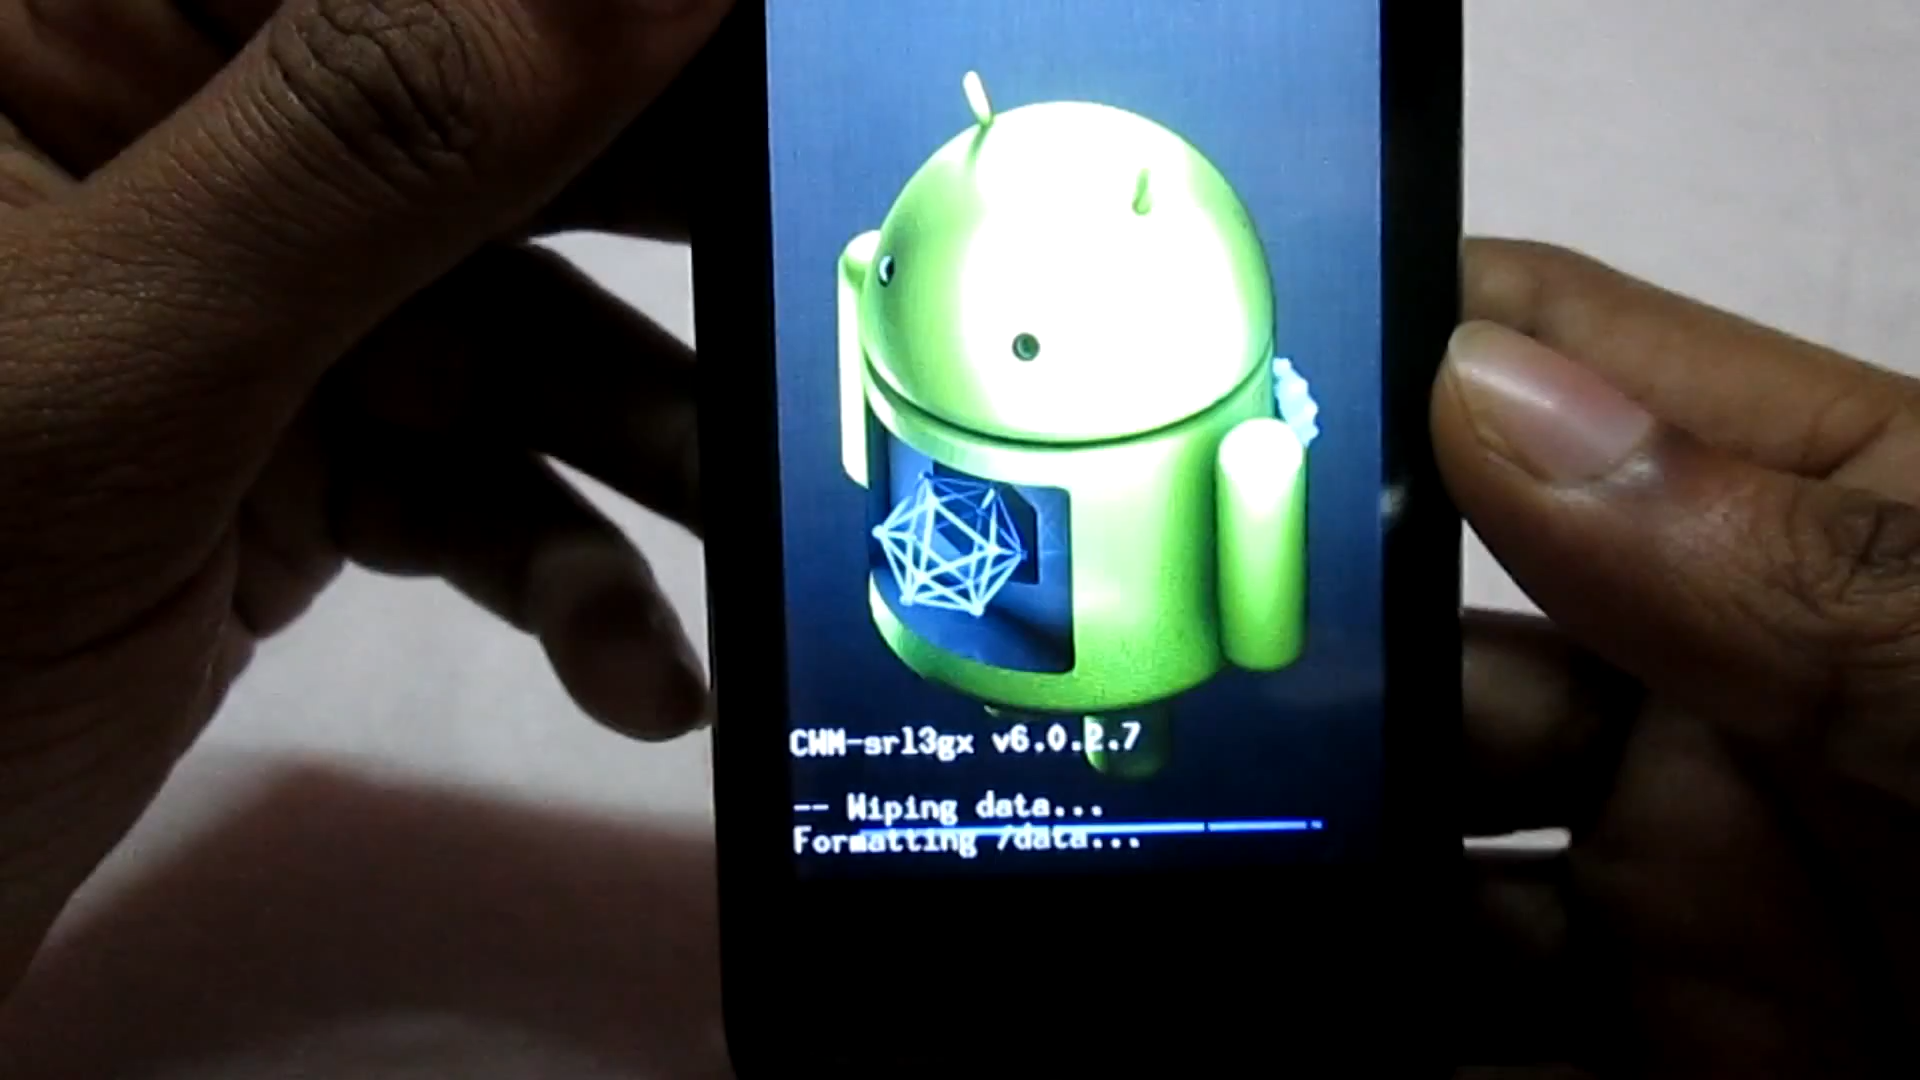 CWM-srl3gx v6.0.2.7
-- Wiping data...
Formatting /data...